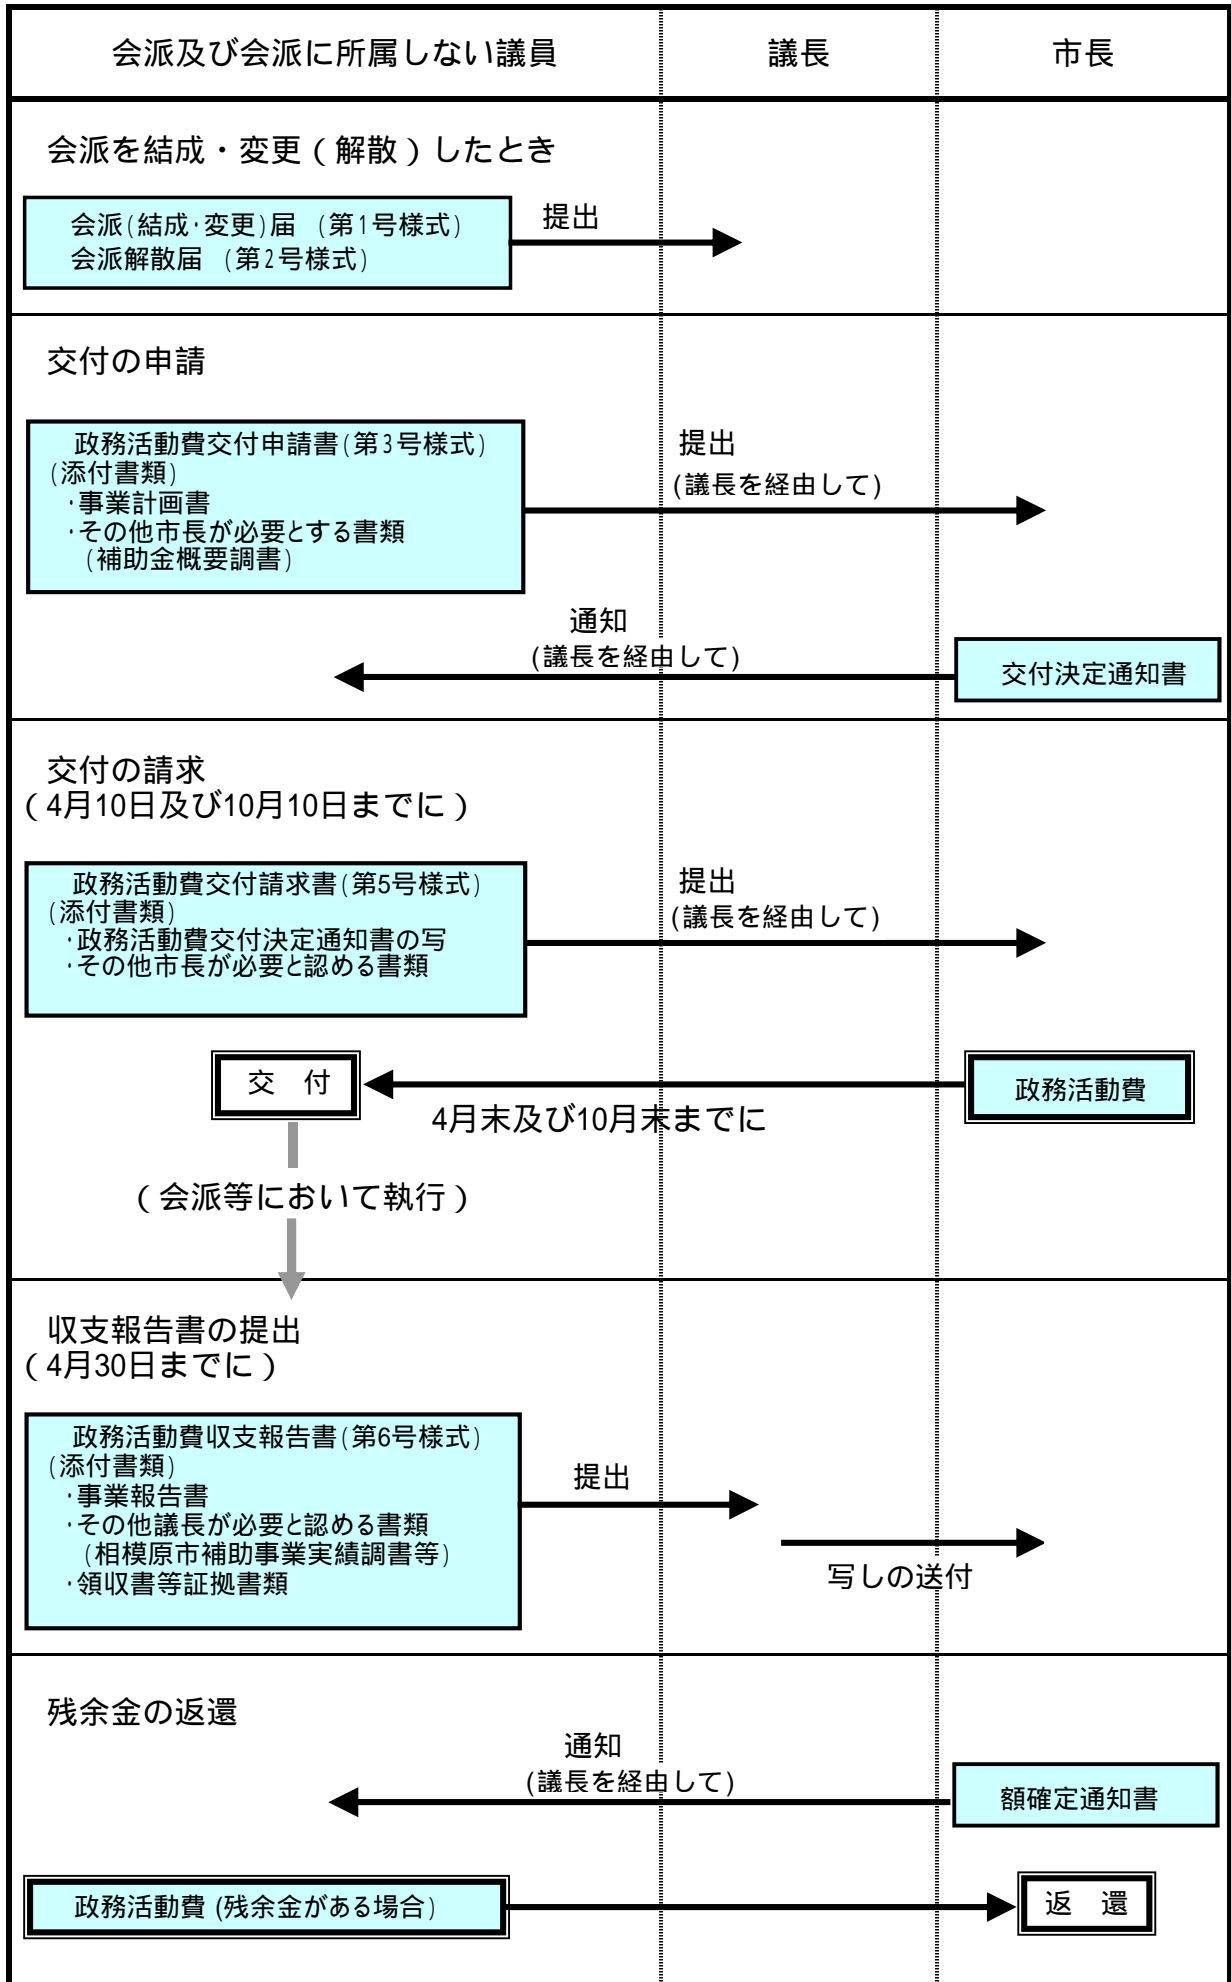 会派及び会派に所属しない議員
議長
市長
会派を結成・変更（解散）したとき
会派(結成・変更)届 (第1号様式)
会派解散届 (第2号様式)
提出
交付の申請
政務活動費交付申請書(第3号様式)
(添付書類)
・事業計画書
・その他市長が必要とする書類
(補助金概要調書)
提出
(議長を経由して)
通知
(議長を経由して)
交付決定通知書
交付の請求
（4月10日及び10月10日までに）
政務活動費交付請求書(第5号様式)
(添付書類)
・政務活動費交付決定通知書の写
・その他市長が必要と認める書類
提出
(議長を経由して)
交　付
政務活動費
4月末及び10月末までに
（会派等において執行）
収支報告書の提出
（4月30日までに）
政務活動費収支報告書(第6号様式)
(添付書類)
・事業報告書
・その他議長が必要と認める書類
(相模原市補助事業実績調書等)
・領収書等証拠書類
提出
写しの送付
残余金の返還
通知
(議長を経由して)
額確定通知書
政務活動費 (残余金がある場合)
返　還